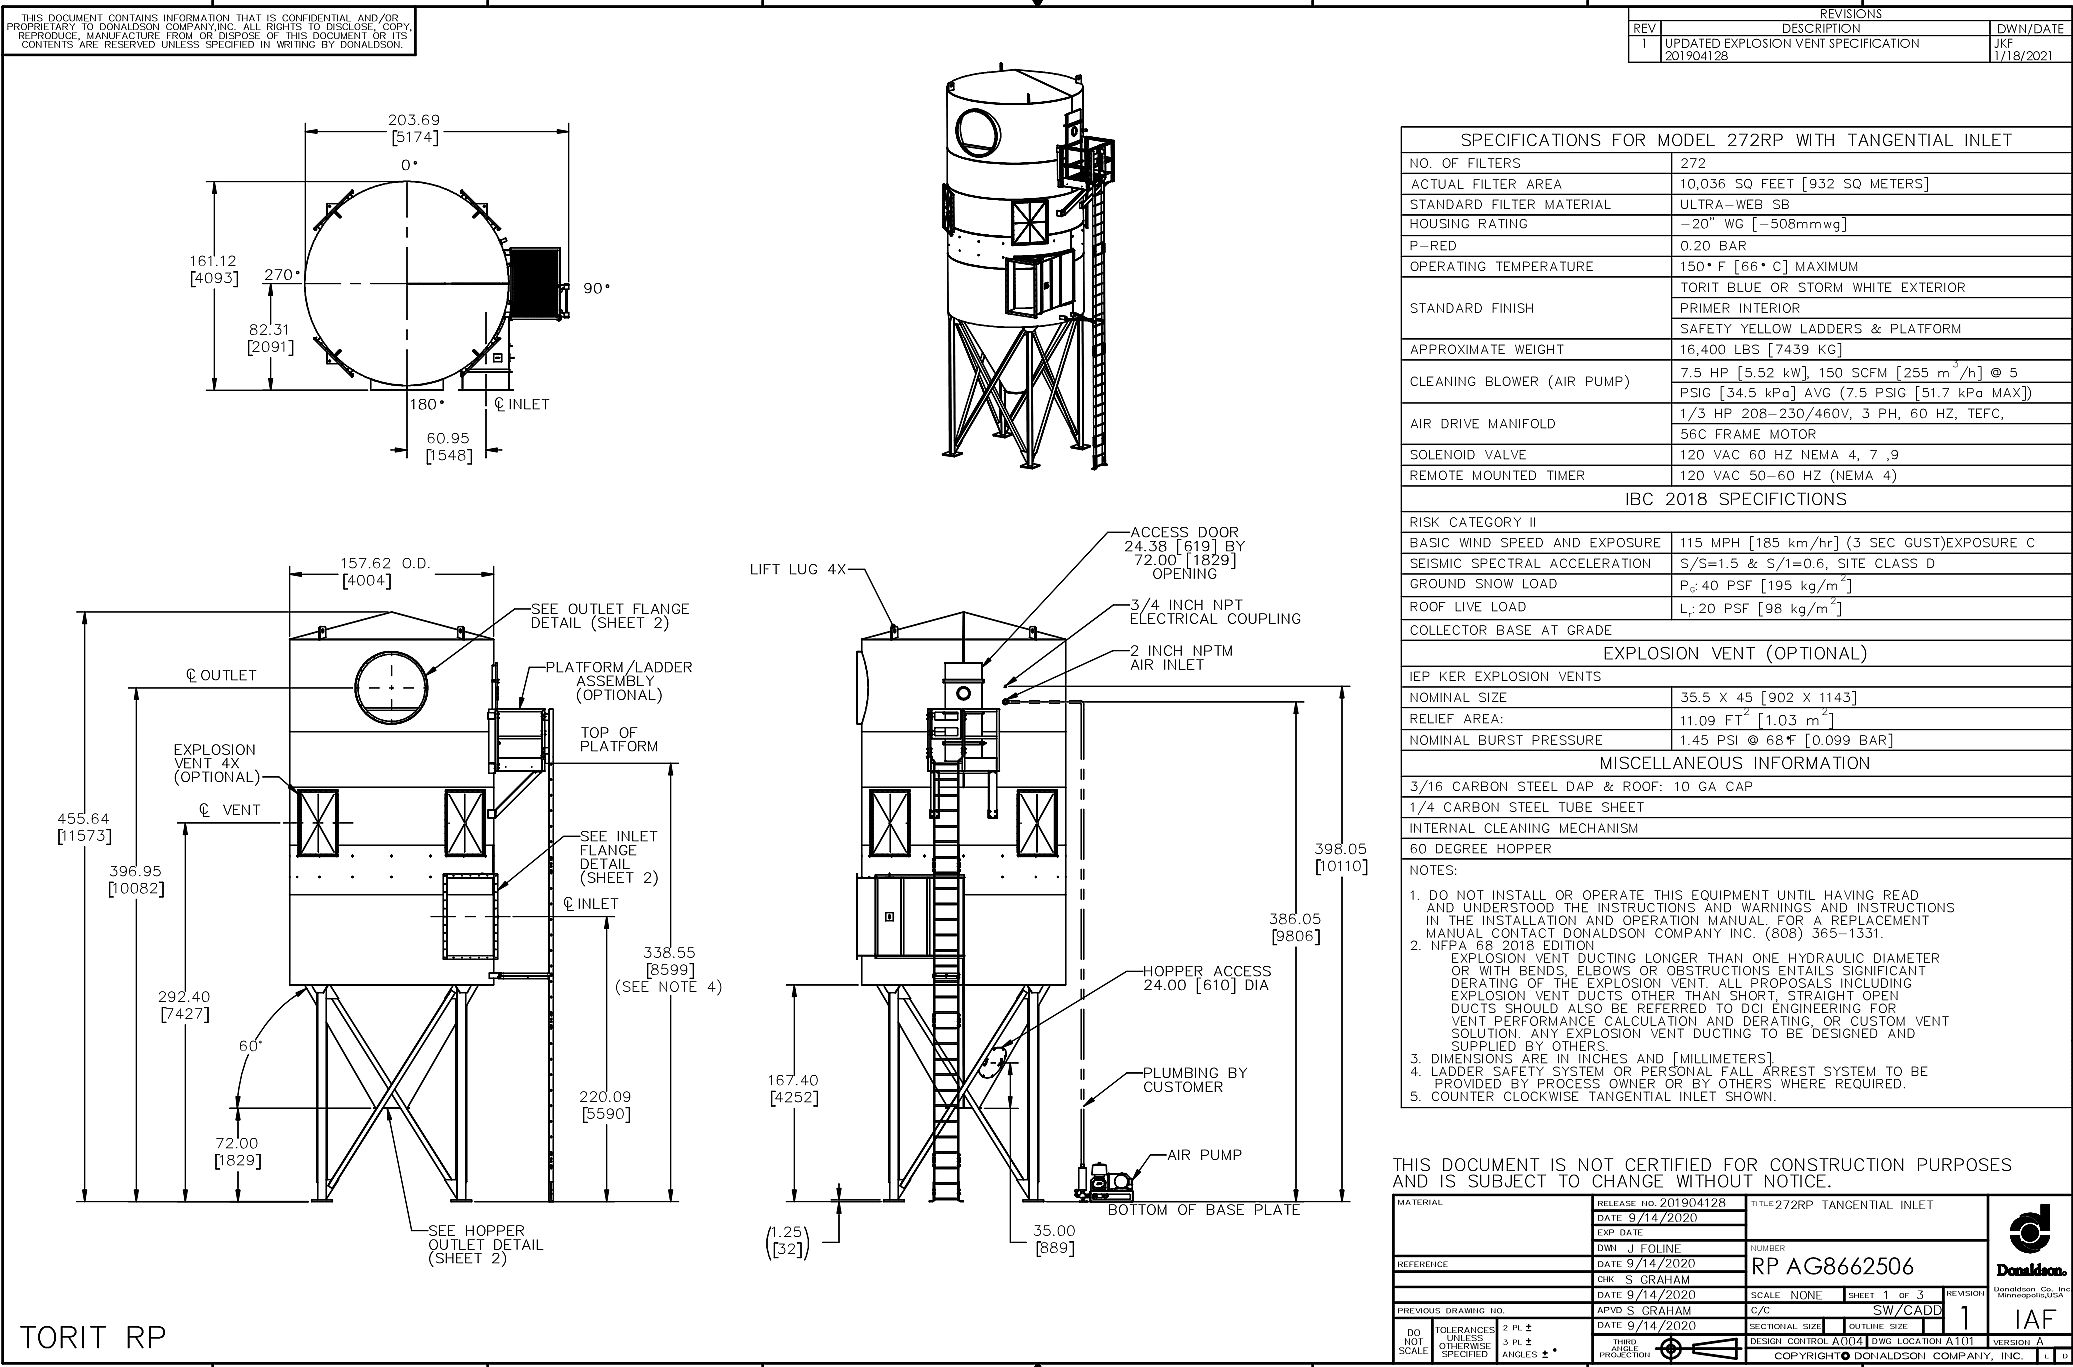 THIS DOCUMENT CONTAINS INFORMATION THAT IS CONFIDENTIAL AND/OR
PROPRIETARY TO DONALDSON COMPANY,INC. ALL RIGHTS TO DISCLOSE, COPY,
REPRODUCE, MANUFACTURE FROM OR DISPOSE OF THIS DOCUMENT OR ITS
CONTENTS ARE RESERVED UNLESS SPECIFIED IN WRITING BY DONALDSON.
REVISIONS
REV DESCRIPTION DWN/DATE
1 UPDATED EXPLOSION VENT SPECIFICATION JKF
201904128 1/18/2021
203.69
[5174]
0°
161.12
[4093]
270°
90°
82.31
[2091]
180°
℄ INLET
60.95
[1548]
157.62 O.D.
[4004]
SEE OUTLET FLANGE
DETAIL (SHEET 2)
℄ OUTLET
PLATFORM/LADDER
ASSEMBLY
(OPTIONAL)
TOP OF
PLATFORM
EXPLOSION
VENT 4X
(OPTIONAL)
℄ VENT
455.64
[11573]
SEE INLET
FLANGE
DETAIL
(SHEET 2)
396.95
[10082]
℄ INLET
338.55
[8599]
(SEE NOTE 4)
292.40
[7427]
60°
220.09
[5590]
72.00
[1829]
SEE HOPPER
OUTLET DETAIL
(SHEET 2)
LIFT LUG 4X
ACCESS DOOR
24.38 [619] BY
72.00 [1829]
OPENING
3/4 INCH NPT
ELECTRICAL COUPLING
2 INCH NPTM
AIR INLET
398.05
[10110]
386.05
[9806]
HOPPER ACCESS
24.00 [610] DIA
167.40
[4252]
PLUMBING BY
CUSTOMER
AIR PUMP
BOTTOM OF BASE PLATE
(1.25)
[32]
35.00
[889]
TORIT RP
SPECIFICATIONS FOR MODEL 272RP WITH TANGENTIAL INLET
NO. OF FILTERS 272
ACTUAL FILTER AREA 10,036 SQ FEET [932 SQ METERS]
STANDARD FILTER MATERIAL ULTRA-WEB SB
HOUSING RATING -20" WG [-508mmwg]
P-RED 0.20 BAR
OPERATING TEMPERATURE 150° F [66° C] MAXIMUM
STANDARD FINISH TORIT BLUE OR STORM WHITE EXTERIOR
PRIMER INTERIOR
SAFETY YELLOW LADDERS & PLATFORM
APPROXIMATE WEIGHT 16,400 LBS [7439 KG]
CLEANING BLOWER (AIR PUMP) 7.5 HP [5.52 kW], 150 SCFM [255 m³/h] @ 5
PSIG [34.5 kPa] AVG (7.5 PSIG [51.7 kPa MAX])
AIR DRIVE MANIFOLD 1/3 HP 208-230/460V, 3 PH, 60 HZ, TEFC,
56C FRAME MOTOR
SOLENOID VALVE 120 VAC 60 HZ NEMA 4, 7 ,9
REMOTE MOUNTED TIMER 120 VAC 50-60 HZ (NEMA 4)
IBC 2018 SPECIFICTIONS
RISK CATEGORY II
BASIC WIND SPEED AND EXPOSURE 115 MPH [185 km/hr] (3 SEC GUST)EXPOSURE C
SEISMIC SPECTRAL ACCELERATION S/S=1.5 & S/1=0.6, SITE CLASS D
GROUND SNOW LOAD PG: 40 PSF [195 kg/m²]
ROOF LIVE LOAD Lr: 20 PSF [98 kg/m²]
COLLECTOR BASE AT GRADE
EXPLOSION VENT (OPTIONAL)
IEP KER EXPLOSION VENTS
NOMINAL SIZE 35.5 X 45 [902 X 1143]
RELIEF AREA: 11.09 FT² [1.03 m²]
NOMINAL BURST PRESSURE 1.45 PSI @ 68°F [0.099 BAR]
MISCELLANEOUS INFORMATION
3/16 CARBON STEEL DAP & ROOF: 10 GA CAP
1/4 CARBON STEEL TUBE SHEET
INTERNAL CLEANING MECHANISM
60 DEGREE HOPPER
NOTES:
1. DO NOT INSTALL OR OPERATE THIS EQUIPMENT UNTIL HAVING READ
AND UNDERSTOOD THE INSTRUCTIONS AND WARNINGS AND INSTRUCTIONS
IN THE INSTALLATION AND OPERATION MANUAL. FOR A REPLACEMENT
MANUAL CONTACT DONALDSON COMPANY INC. (808) 365-1331.
2. NFPA 68 2018 EDITION
EXPLOSION VENT DUCTING LONGER THAN ONE HYDRAULIC DIAMETER
OR WITH BENDS, ELBOWS OR OBSTRUCTIONS ENTAILS SIGNIFICANT
DERATING OF THE EXPLOSION VENT. ALL PROPOSALS INCLUDING
EXPLOSION VENT DUCTS OTHER THAN SHORT, STRAIGHT OPEN
DUCTS SHOULD ALSO BE REFERRED TO DCI ENGINEERING FOR
VENT PERFORMANCE CALCULATION AND DERATING, OR CUSTOM VENT
SOLUTION. ANY EXPLOSION VENT DUCTING TO BE DESIGNED AND
SUPPLIED BY OTHERS.
3. DIMENSIONS ARE IN INCHES AND [MILLIMETERS].
4. LADDER SAFETY SYSTEM OR PERSONAL FALL ARREST SYSTEM TO BE
PROVIDED BY PROCESS OWNER OR BY OTHERS WHERE REQUIRED.
5. COUNTER CLOCKWISE TANGENTIAL INLET SHOWN.
THIS DOCUMENT IS NOT CERTIFIED FOR CONSTRUCTION PURPOSES
AND IS SUBJECT TO CHANGE WITHOUT NOTICE.
MATERIAL
REFERENCE
PREVIOUS DRAWING NO.
DO
NOT
SCALE
TOLERANCES
UNLESS
OTHERWISE
SPECIFIED
2 PL ±
3 PL ±
ANGLES ± °
RELEASE NO. 201904128
DATE 9/14/2020
EXP DATE
DWN J FOLINE
DATE 9/14/2020
CHK S GRAHAM
DATE 9/14/2020
APVD S GRAHAM
DATE 9/14/2020
THIRD
ANGLE
PROJECTION
TITLE 272RP TANGENTIAL INLET
NUMBER
RP AG8662506
SCALE NONE SHEET 1 OF 3 REVISION
C/C SW/CADD 1
SECTIONAL SIZE OUTLINE SIZE
DESIGN CONTROL A004 DWG LOCATION A101
COPYRIGHT© DONALDSON COMPANY, INC.
Donaldson.
Donaldson Co. Inc
Minneapolis,USA
IAF
VERSION A
L D